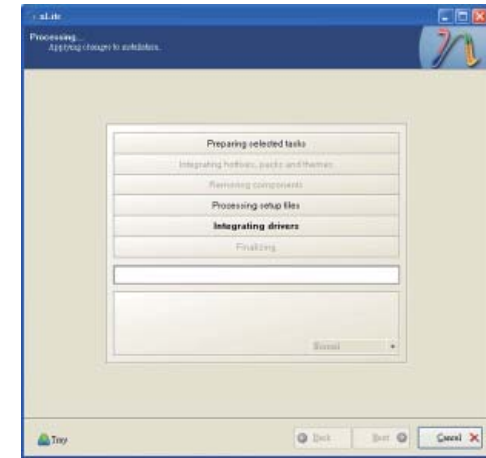 nLite
Processing...
Applying changes to installation.
Preparing selected tasks
Integrating hotfixes, packs and themes
Removing components
Processing setup files
Integrating drivers
Finalizing
Normal
Tray
Back
Next
Cancel